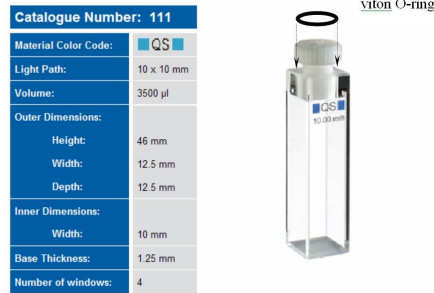 Catalogue Number: 111
Material Color Code: QS
Light Path: 10 x 10 mm
Volume: 3500 µl
Outer Dimensions:
Height: 46 mm
Width: 12.5 mm
Depth: 12.5 mm
Inner Dimensions:
Width: 10 mm
Base Thickness: 1.25 mm
Number of windows: 4
viton O-ring
QS
10.00 mm